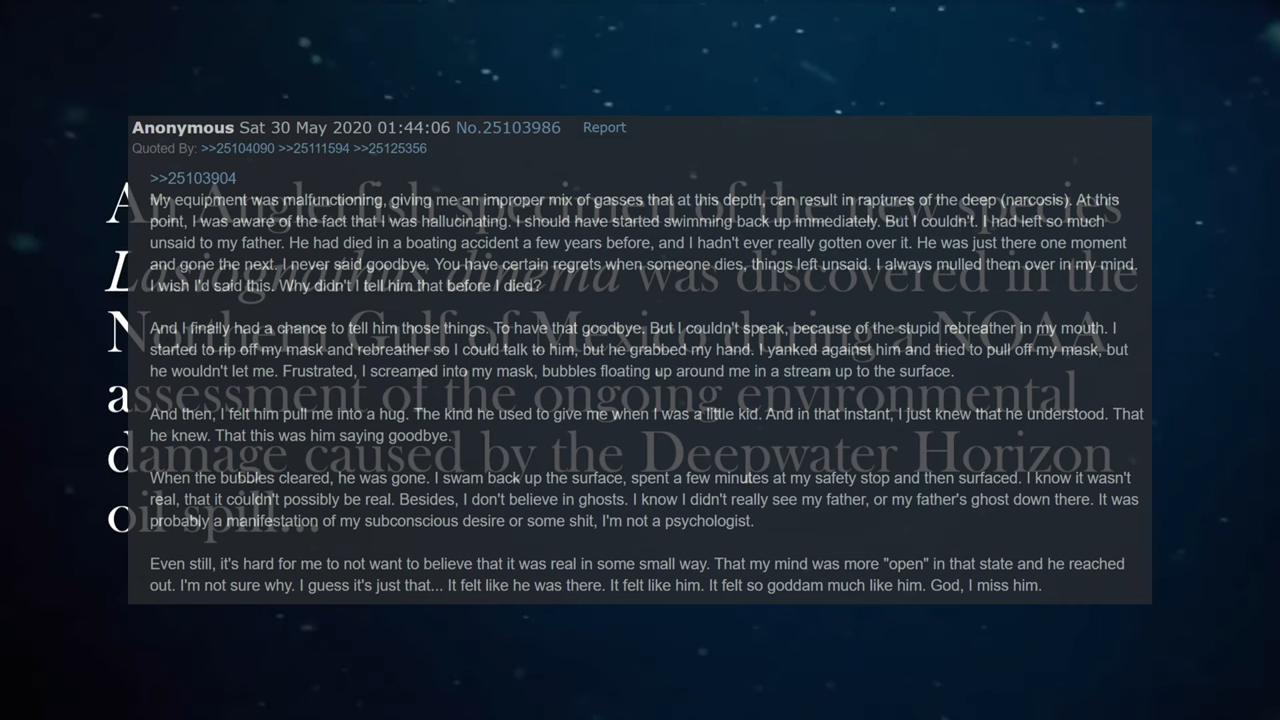 Anonymous Sat 30 May 2020 01:44:06 No.25103986 Report
Quoted By: >>25104090 >>25111594 >>25125356
>>25103904
My equipment was malfunctioning, giving me an improper mix of gasses that at this depth, can result in raptures of the deep (narcosis). At this
point, I was aware of the fact that I was hallucinating. I should have started swimming back up immediately. But I couldn't. I had left so much
unsaid to my father. He had died in a boating accident a few years before, and I hadn't ever really gotten over it. He was just there one moment
and gone the next. I never said goodbye. You have certain regrets when someone dies, things left unsaid. I always mulled them over in my mind.
I wish I'd said this. Why didn't I tell him that before I died?
And I finally had a chance to tell him those things. To have that goodbye. But I couldn't speak, because of the stupid rebreather in my mouth. I
started to rip off my mask and rebreather so I could talk to him, but he grabbed my hand. I yanked against him and tried to pull off my mask, but
he wouldn't let me. Frustrated, I screamed into my mask, bubbles floating up around me in a stream up to the surface.
And then, I felt him pull me into a hug. The kind he used to give me when I was a little kid. And in that instant, I just knew that he understood. That
he knew. That this was him saying goodbye.
When the bubbles cleared, he was gone. I swam back up the surface, spent a few minutes at my safety stop and then surfaced. I know it wasn't
real, that it couldn't possibly be real. Besides, I don't believe in ghosts. I know I didn't really see my father, or my father's ghost down there. It was
probably a manifestation of my subconscious desire or some shit, I'm not a psychologist.
Even still, it's hard for me to not want to believe that it was real in some small way. That my mind was more "open" in that state and he reached
out. I'm not sure why. I guess it's just that... It felt like he was there. It felt like him. It felt so goddam much like him. God, I miss him.
An Anglerfish specimen of the new species
Lasiognathus dinema was discovered in the
Northern Gulf of Mexico during a NOAA
assessment of the ongoing environmental
damage caused by the Deepwater Horizon
oil spill...